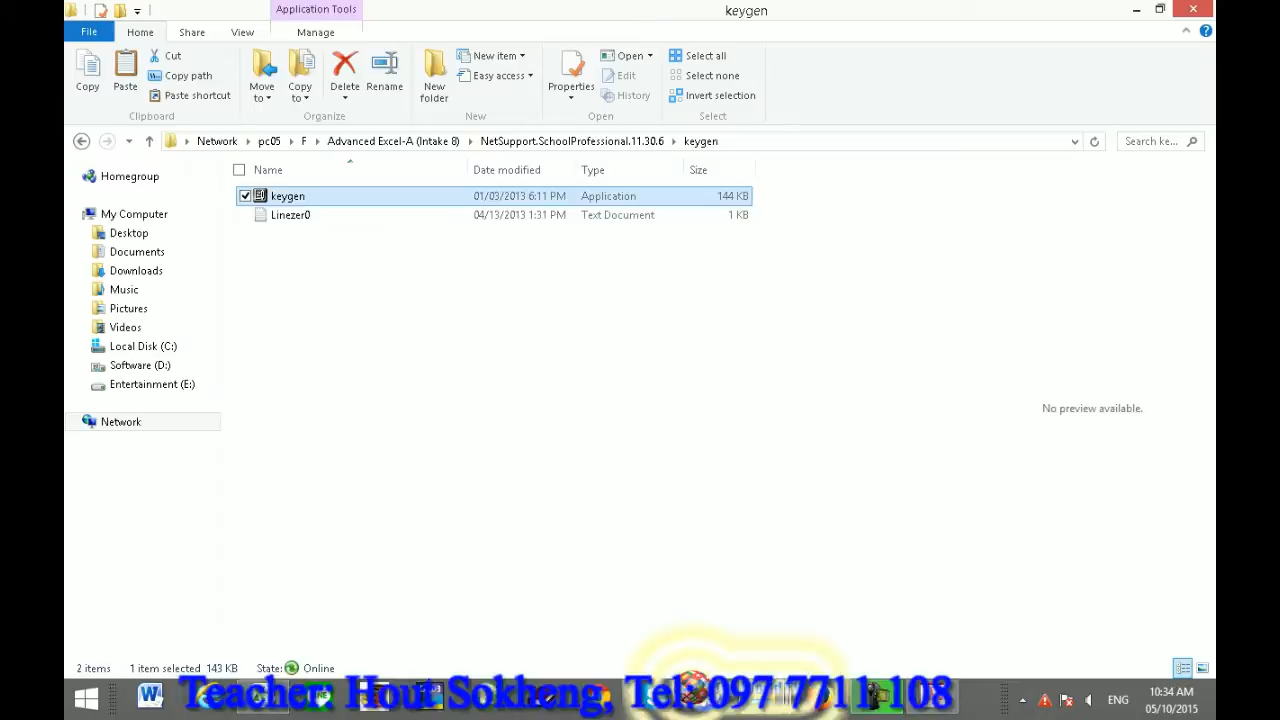 Application Tools
keygen
File
Home
Share
View
Manage
Copy
Paste
Cut
Copy path
Paste shortcut
Clipboard
Move to
Copy to
Delete
Rename
Organize
New folder
New item
Easy access
New
Properties
Open
Edit
History
Open
Select all
Select none
Invert selection
Select
Network
pc05
F
Advanced Excel-A (Intake 8)
NetSupport.SchoolProfessional.11.30.6
keygen
Search ke...
Name Date modified Type Size
keygen 01/03/2013 6:11 PM Application 144 KB
Linezer0 04/13/2013 1:31 PM Text Document 1 KB
Homegroup
My Computer
Desktop
Documents
Downloads
Music
Pictures
Videos
Local Disk (C:)
Software (D:)
Entertainment (E:)
Network
No preview available.
2 items 1 item selected 143 KB State: Online
Teacher: Hout Sokheng, Tel: 097 7 111 108
ENG
10:34 AM
05/10/2015